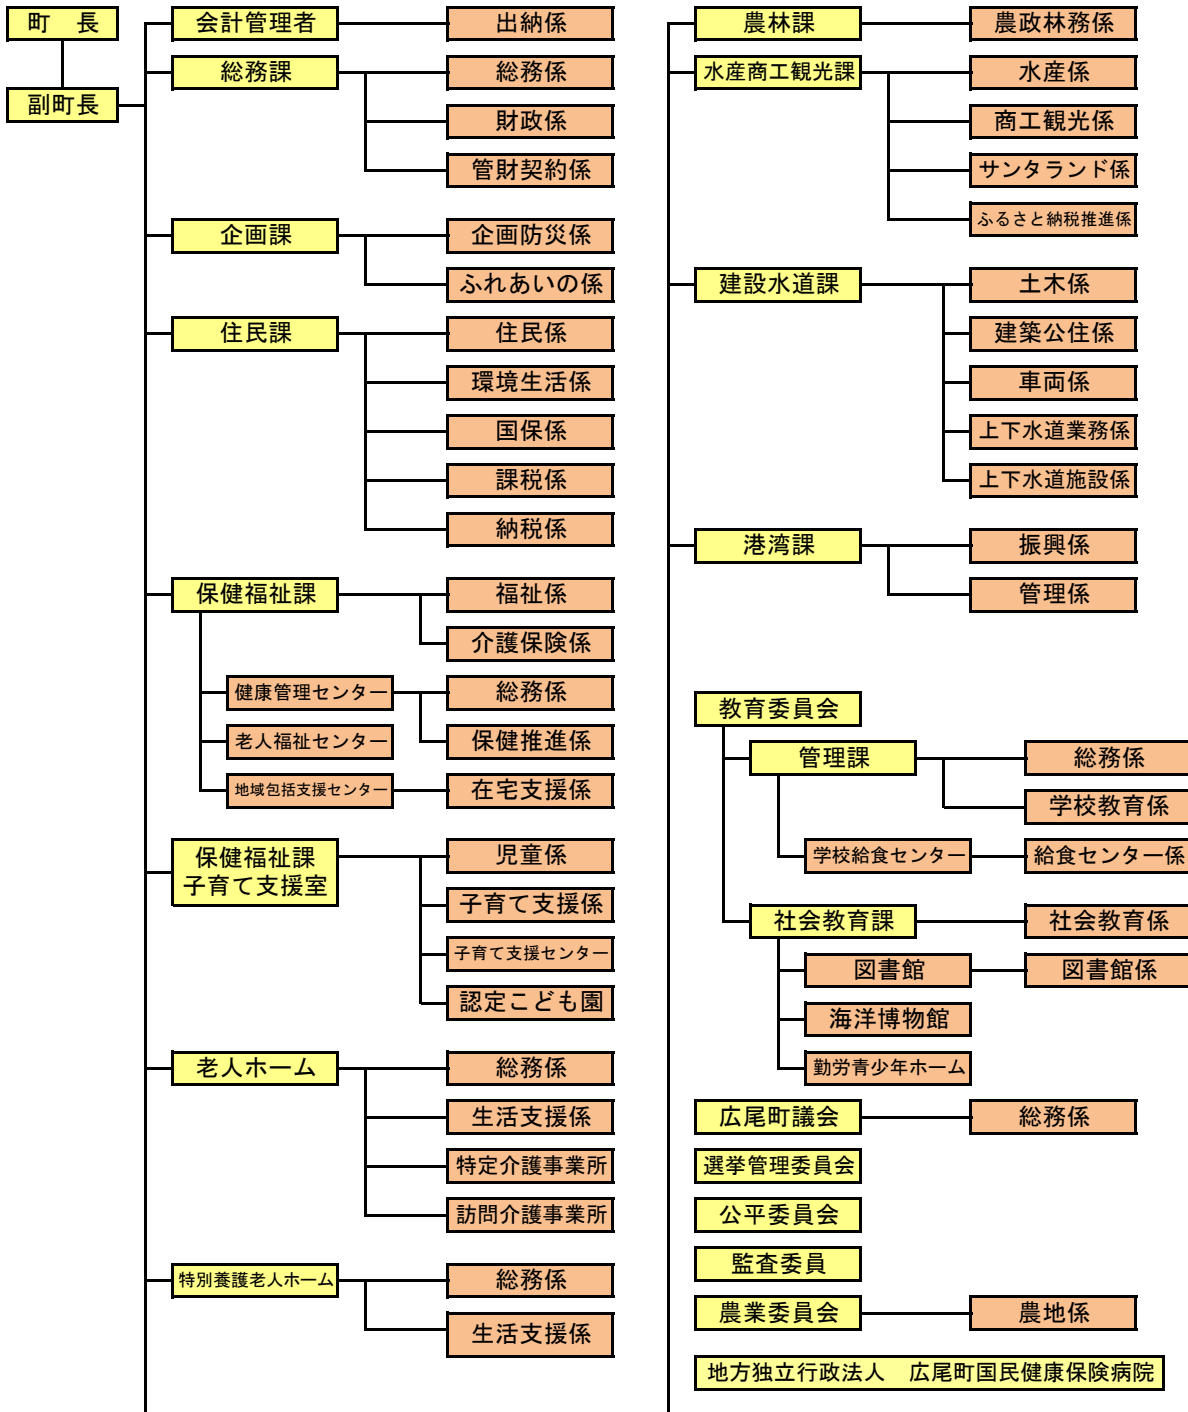 町　長
副町長
会計管理者
出納係
総務課
総務係
財政係
管財契約係
企画課
企画防災係
ふれあいの係
住民課
住民係
環境生活係
国保係
課税係
納税係
保健福祉課
福祉係
介護保険係
健康管理センター
総務係
保健推進係
老人福祉センター
地域包括支援センター
在宅支援係
保健福祉課
子育て支援室
児童係
子育て支援係
子育て支援センター
認定こども園
老人ホーム
総務係
生活支援係
特定介護事業所
訪問介護事業所
特別養護老人ホーム
総務係
生活支援係
農林課
農政林務係
水産商工観光課
水産係
商工観光係
サンタランド係
ふるさと納税推進係
建設水道課
土木係
建築公住係
車両係
上下水道業務係
上下水道施設係
港湾課
振興係
管理係
教育委員会
管理課
総務係
学校教育係
学校給食センター
給食センター係
社会教育課
社会教育係
図書館
図書館係
海洋博物館
勤労青少年ホーム
広尾町議会
総務係
選挙管理委員会
公平委員会
監査委員
農業委員会
農地係
地方独立行政法人　広尾町国民健康保険病院